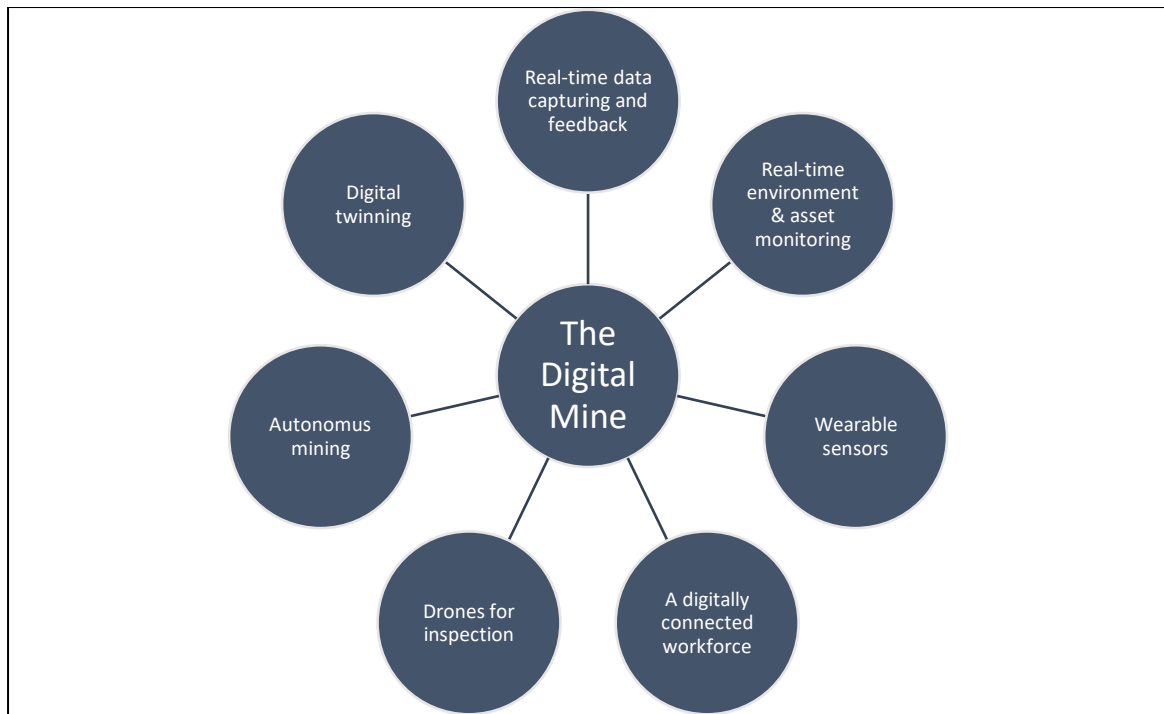 Real-time data
capturing and
feedback
Real-time
environment
& asset
monitoring
Wearable
sensors
A digitally
connected
workforce
Drones for
inspection
Autonomus
mining
Digital
twinning
The
Digital
Mine